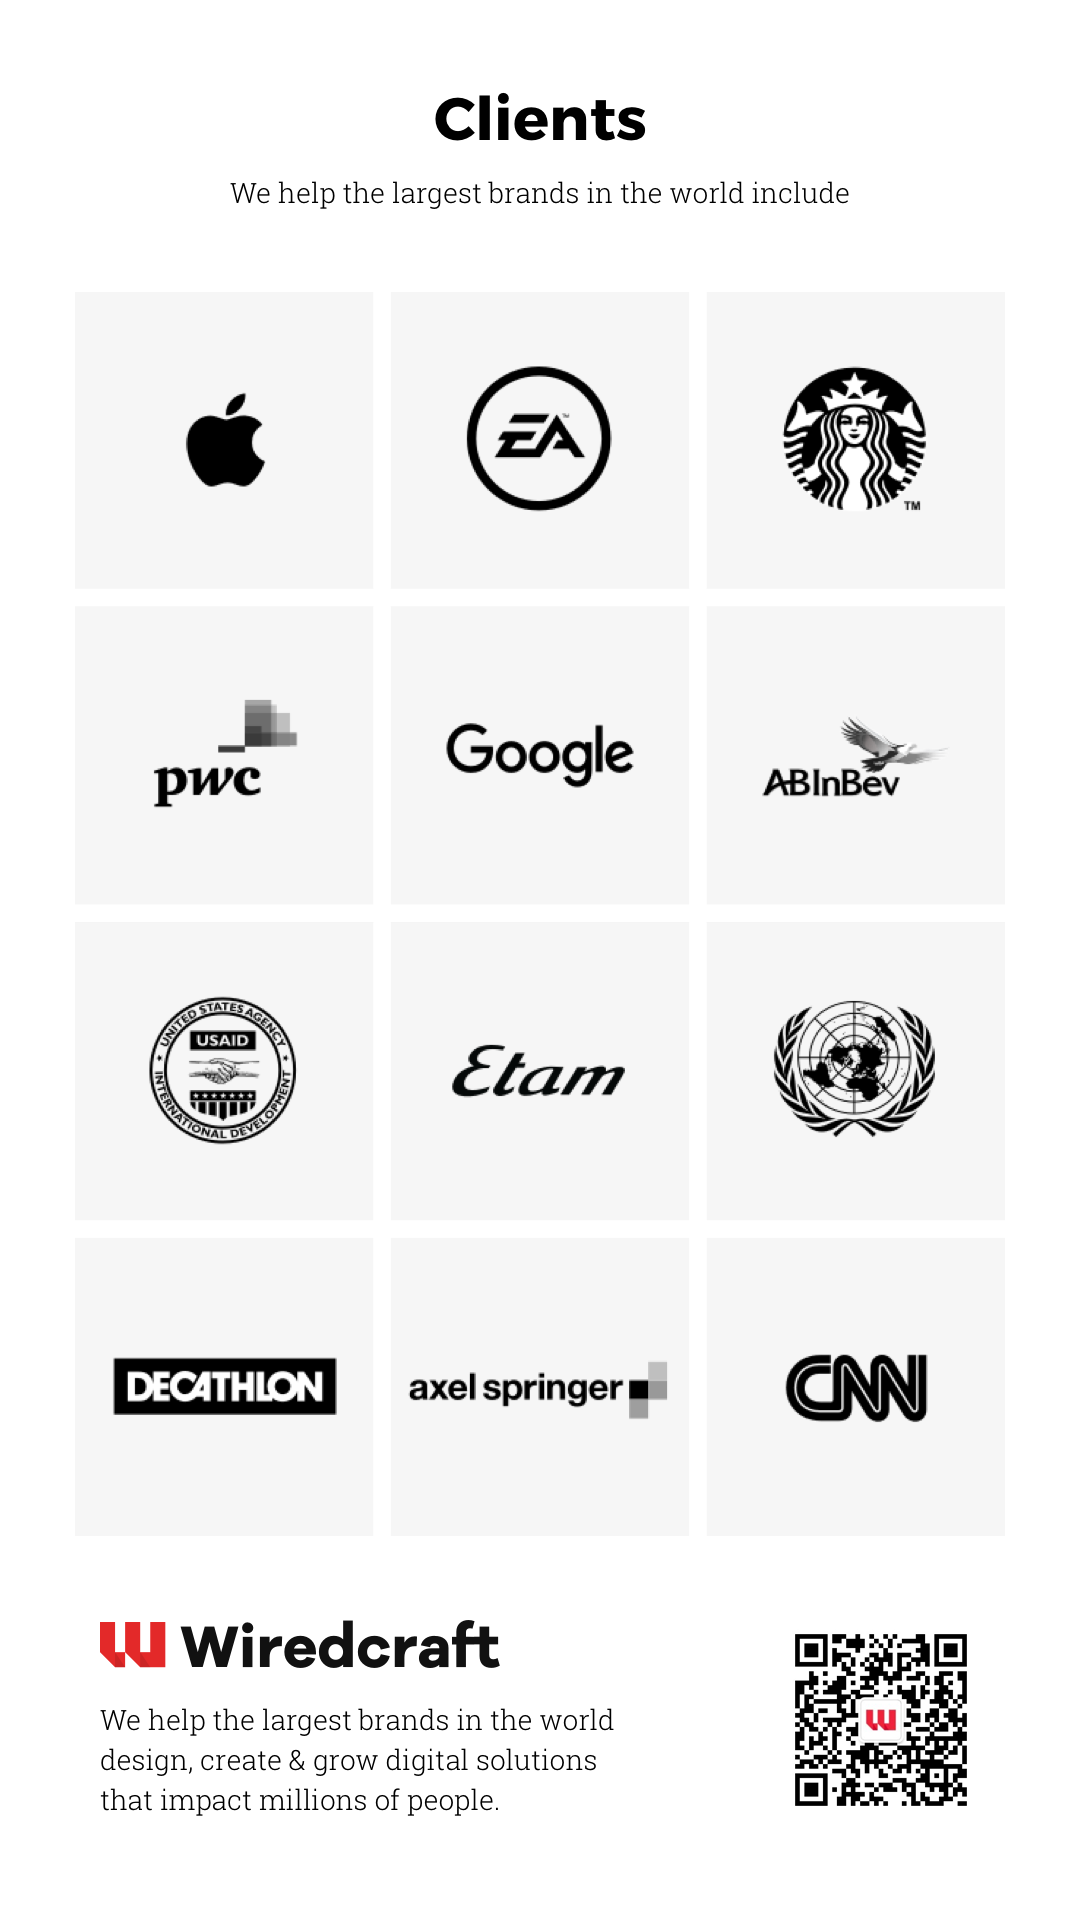 Clients
We help the largest brands in the world include
EA™
TM
pwc
Google
ABInBev
UNITED STATES AGENCY
USAID
INTERNATIONAL DEVELOPMENT
Etam
DECATHLON
axel springer
CNN
Wiredcraft
We help the largest brands in the world
design, create & grow digital solutions
that impact millions of people.